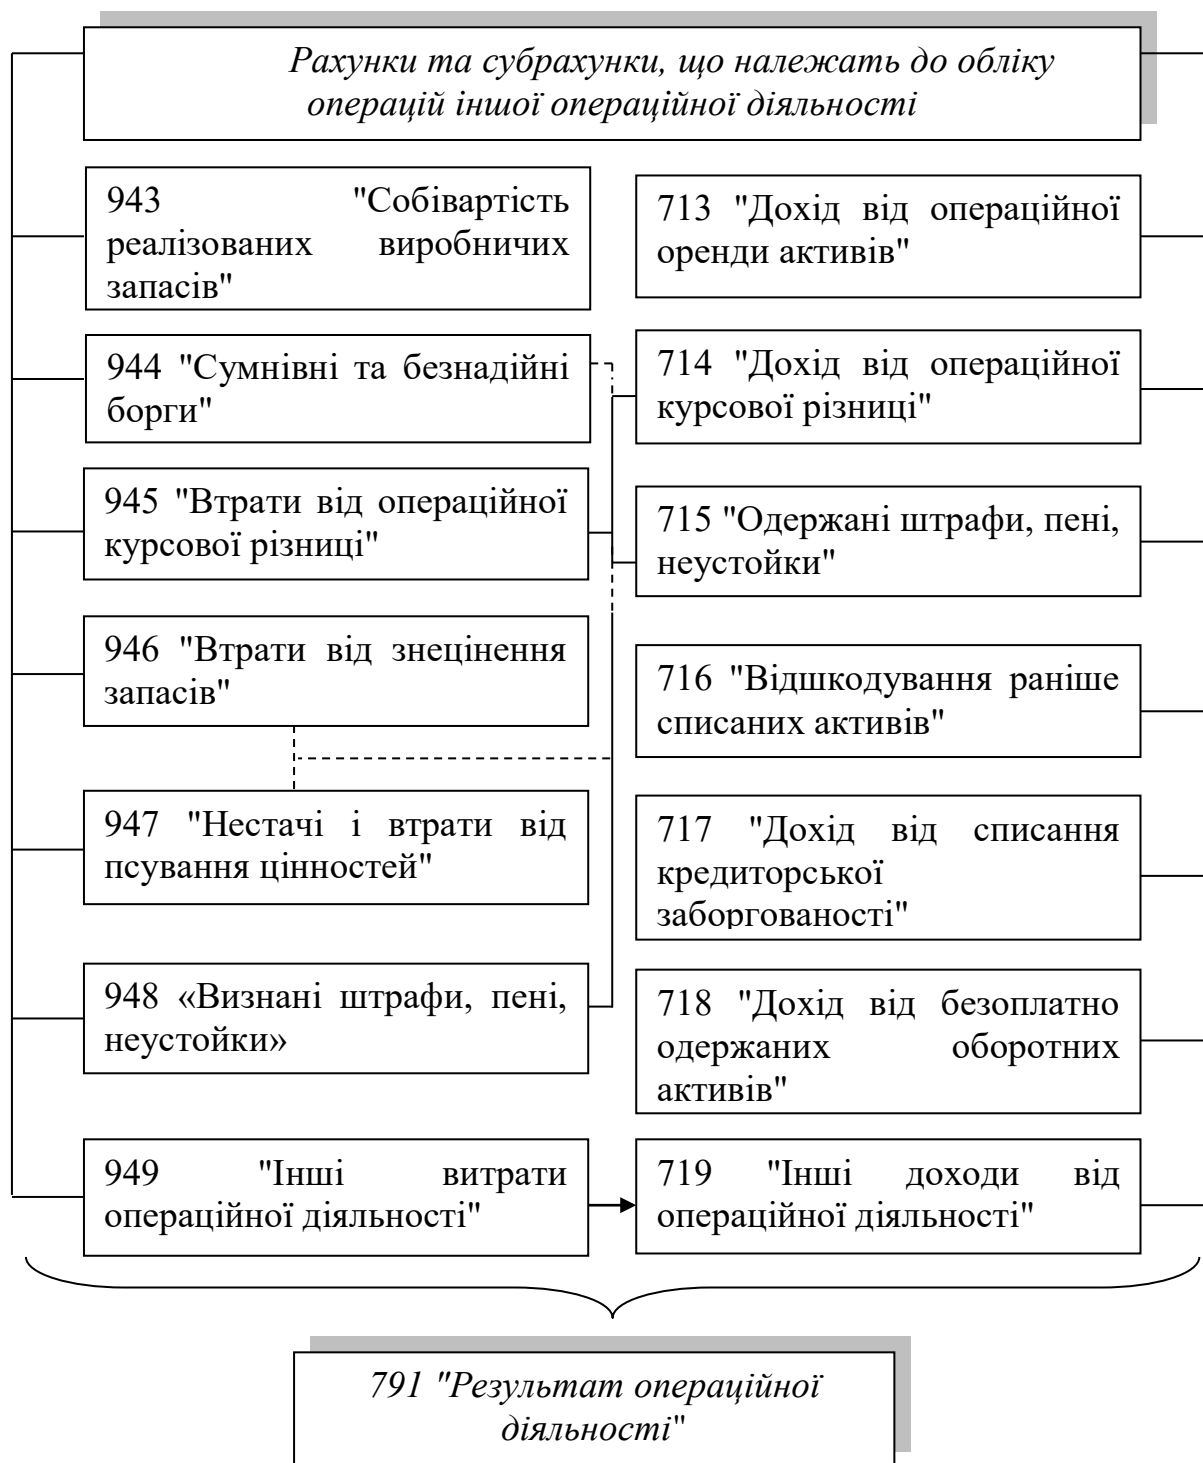 Рахунки та субрахунки, що належать до обліку
операцій іншої операційної діяльності
943 "Собівартість
реалізованих виробничих
запасів"
944 "Сумнівні та безнадійні
борги"
945 "Втрати від операційної
курсової різниці"
946 "Втрати від знецінення
запасів"
947 "Нестачі і втрати від
псування цінностей"
948 «Визнані штрафи, пені,
неустойки»
949 "Інші витрати
операційної діяльності"
713 "Дохід від операційної
оренди активів"
714 "Дохід від операційної
курсової різниці"
715 "Одержані штрафи, пені,
неустойки"
716 "Відшкодування раніше
списаних активів"
717 "Дохід від списання
кредиторської
заборгованості"
718 "Дохід від безоплатно
одержаних оборотних
активів"
719 "Інші доходи від
операційної діяльності"
791 "Результат операційної
діяльності"